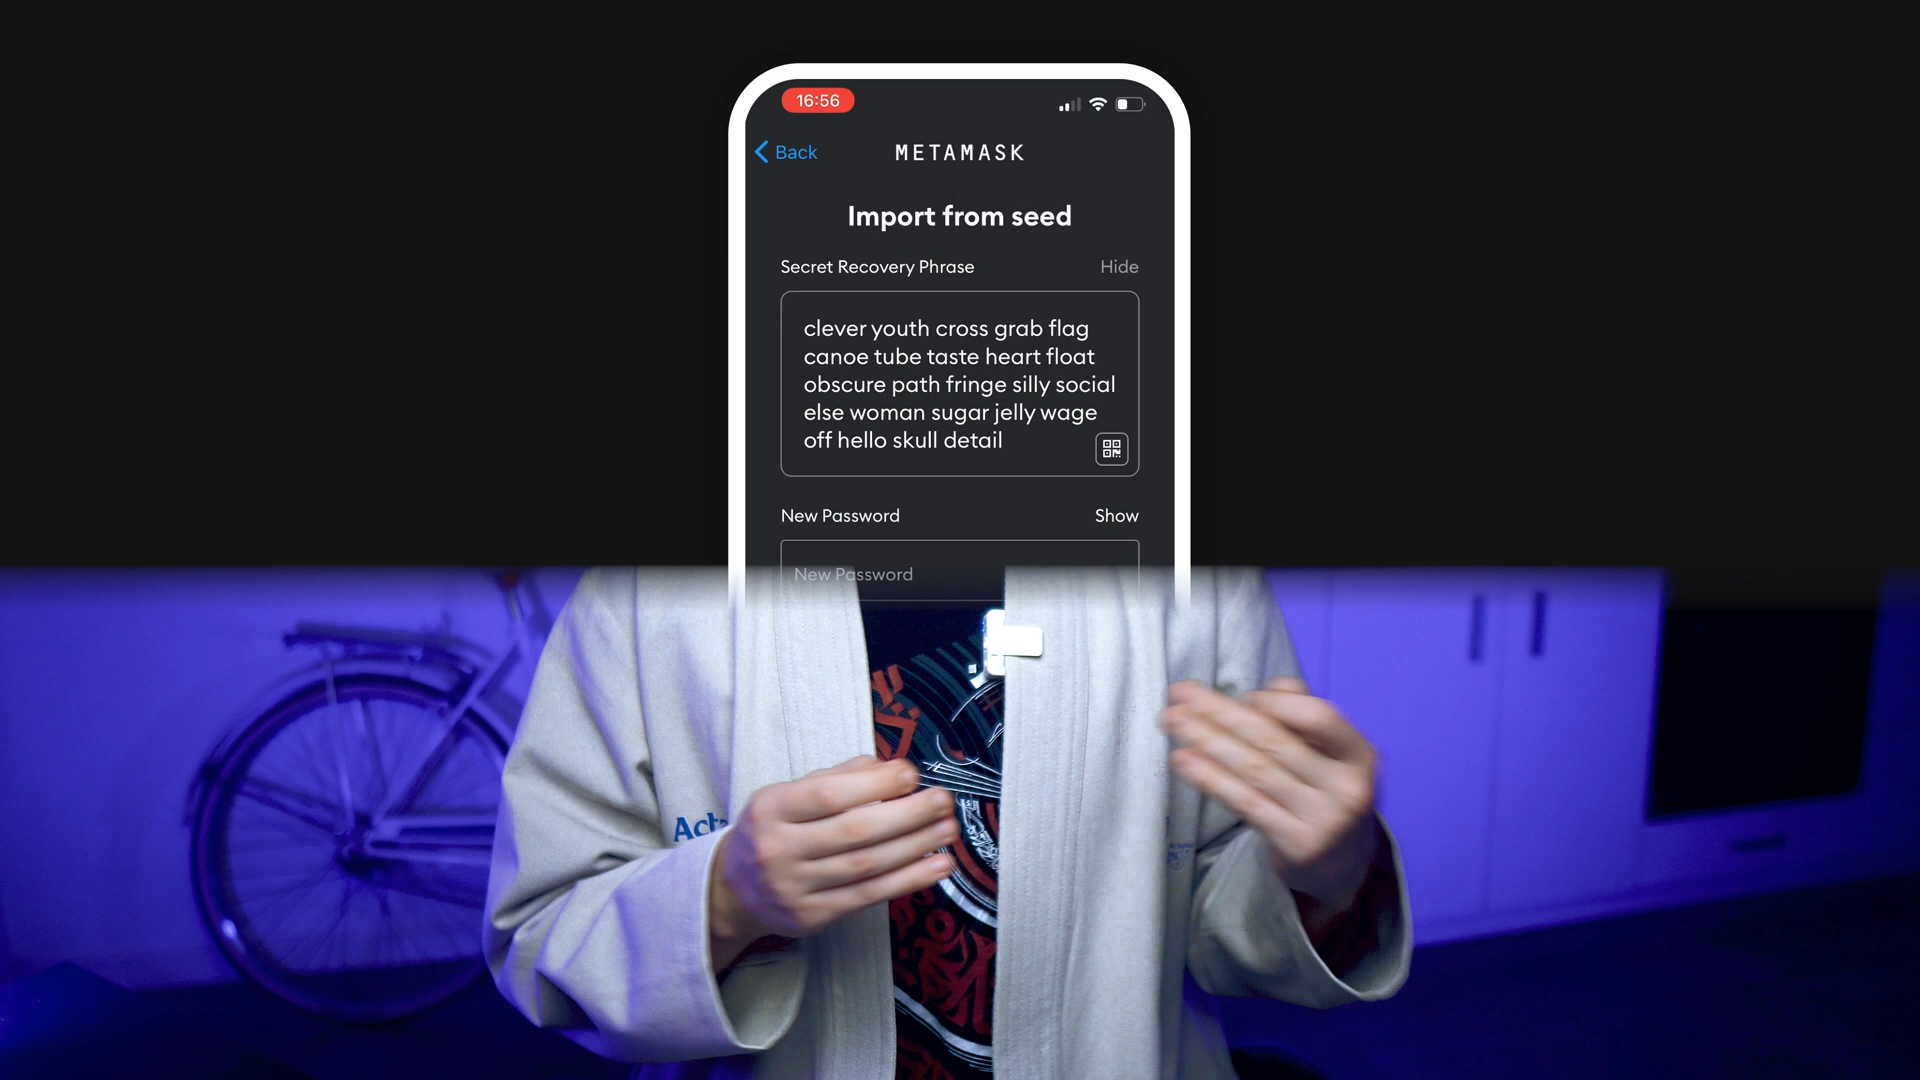 16:56
Back
METAMASK
Import from seed
Secret Recovery Phrase
Hide
clever youth cross grab flag
canoe tube taste heart float
obscure path fringe silly social
else woman sugar jelly wage
off hello skull detail
New Password
Show
New Password